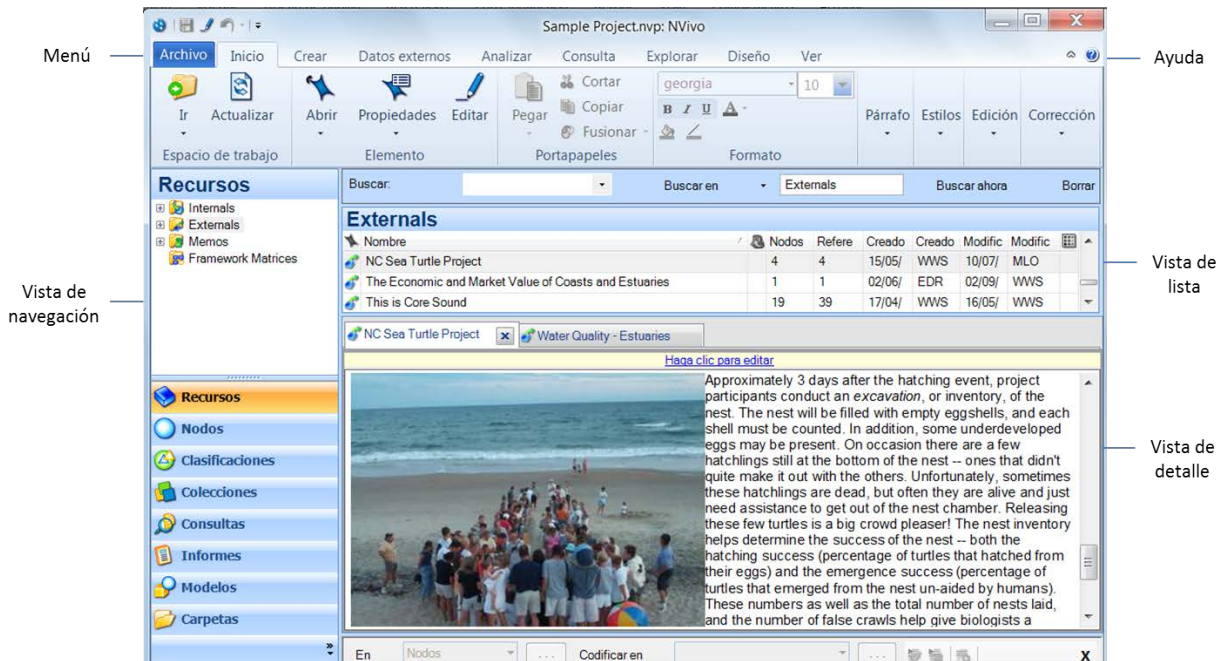 Sample Project.nvp: NVivo
Menú
Archivo Inicio Crear Datos externos Analizar Consulta Explorar Diseño Ver
Ayuda
Ir Actualizar Abrir Propiedades Editar Pegar
Cortar
Copiar
Fusionar
georgia 10
B I U A
Párrafo Estilos Edición Corrección
Espacio de trabajo Elemento Portapapeles Formato
Recursos
Internals
Externals
Memos
Framework Matrices
Buscar: Buscar en Externals Buscar ahora Borrar
Externals
Nombre Nodos Refere Creado Creado Modific Modific
NC Sea Turtle Project 4 4 15/05/ WWS 10/07/ MLO
The Economic and Market Value of Coasts and Estuaries 1 1 02/06/ EDR 02/09/ WWS
This is Core Sound 19 39 17/04/ WWS 16/05/ WWS
Vista de
lista
Vista de
navegación
NC Sea Turtle Project x Water Quality - Estuaries
Haga clic para editar
Approximately 3 days after the hatching event, project
participants conduct an excavation, or inventory, of the
nest. The nest will be filled with empty eggshells, and each
shell must be counted. In addition, some underdeveloped
eggs may be present. On occasion there are a few
hatchlings still at the bottom of the nest -- ones that didn't
quite make it out with the others. Unfortunately, sometimes
these hatchlings are dead, but often they are alive and just
need assistance to get out of the nest chamber. Releasing
these few turtles is a big crowd pleaser! The nest inventory
helps determine the success of the nest -- both the
hatching success (percentage of turtles that hatched from
their eggs) and the emergence success (percentage of
turtles that emerged from the nest un-aided by humans).
These numbers as well as the total number of nests laid,
and the number of false crawls help give biologists a
Vista de
detalle
Recursos
Nodos
Clasificaciones
Colecciones
Consultas
Informes
Modelos
Carpetas
En Nodos ... Codificar en ... X